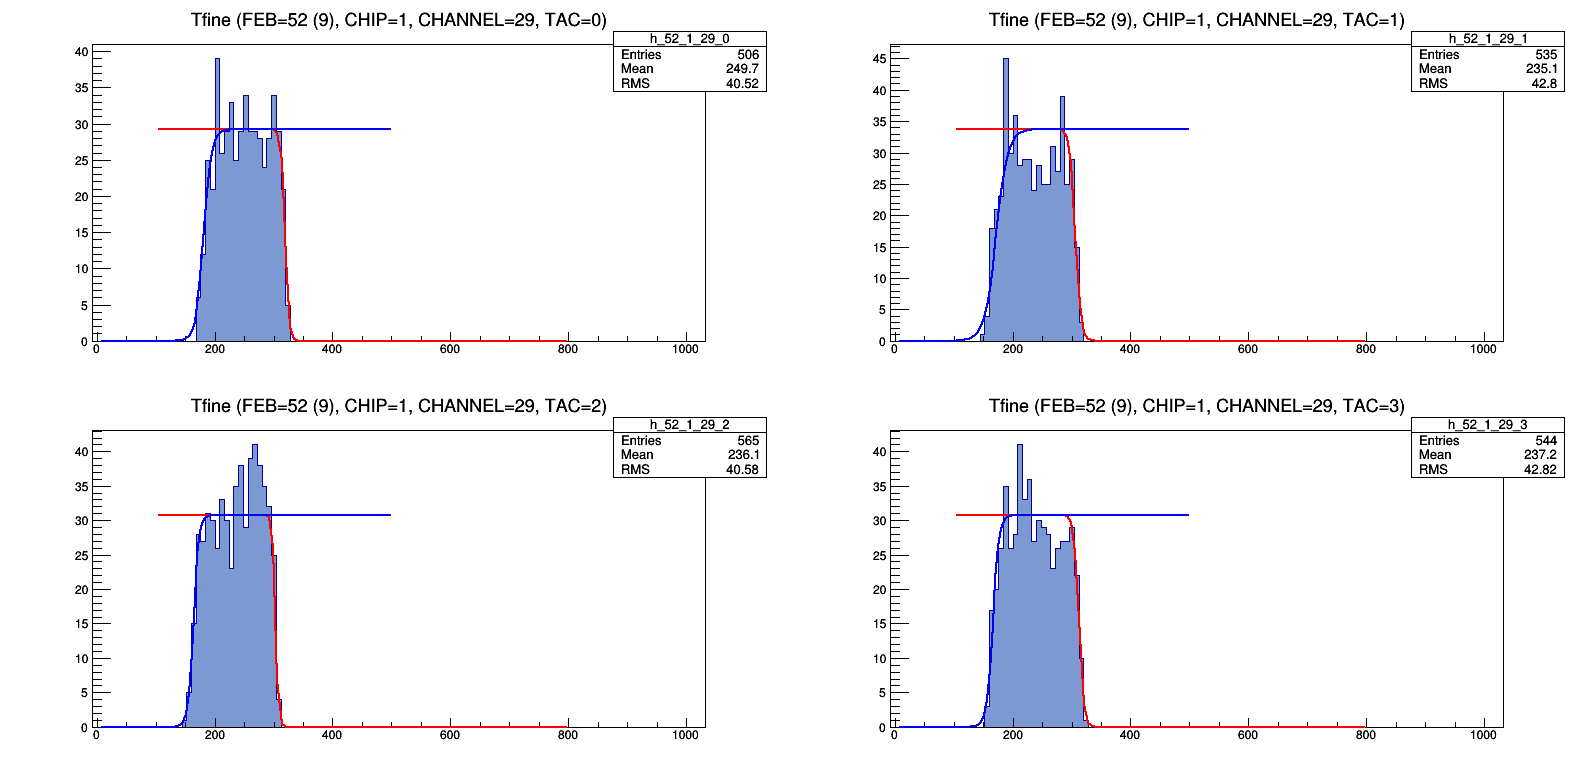 Tfine (FEB=52 (9), CHIP=1, CHANNEL=29, TAC=0)
h_52_1_29_0
Entries 506
Mean 249.7
RMS 40.52
40
35
30
25
20
15
10
5
0
0 200 400 600 800 1000
Tfine (FEB=52 (9), CHIP=1, CHANNEL=29, TAC=1)
h_52_1_29_1
Entries 535
Mean 235.1
RMS 42.8
45
40
35
30
25
20
15
10
5
0
0 200 400 600 800 1000
Tfine (FEB=52 (9), CHIP=1, CHANNEL=29, TAC=2)
h_52_1_29_2
Entries 565
Mean 236.1
RMS 40.58
40
35
30
25
20
15
10
5
0
0 200 400 600 800 1000
Tfine (FEB=52 (9), CHIP=1, CHANNEL=29, TAC=3)
h_52_1_29_3
Entries 544
Mean 237.2
RMS 42.82
40
35
30
25
20
15
10
5
0
0 200 400 600 800 1000